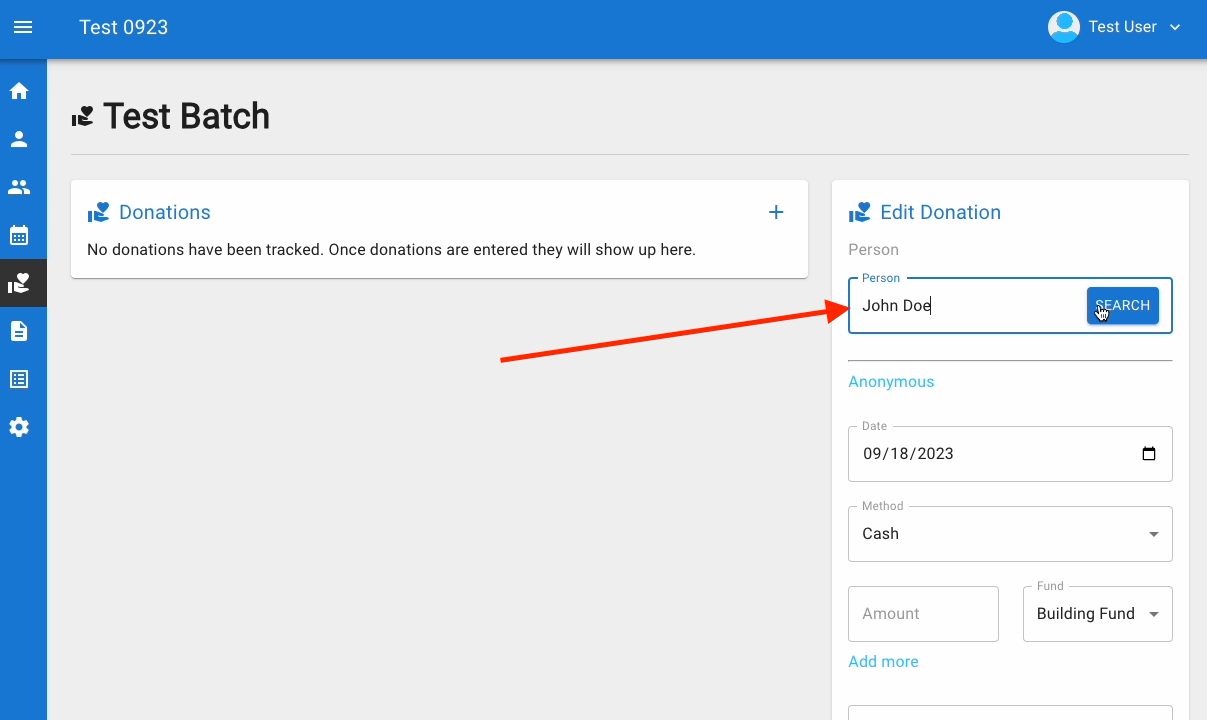 Test 0923
Test User
Test Batch
Donations
No donations have been tracked. Once donations are entered they will show up here.
Edit Donation
Person
Person
John Doe
SEARCH
Anonymous
Date
09/18/2023
Method
Cash
Amount
Fund
Building Fund
Add more